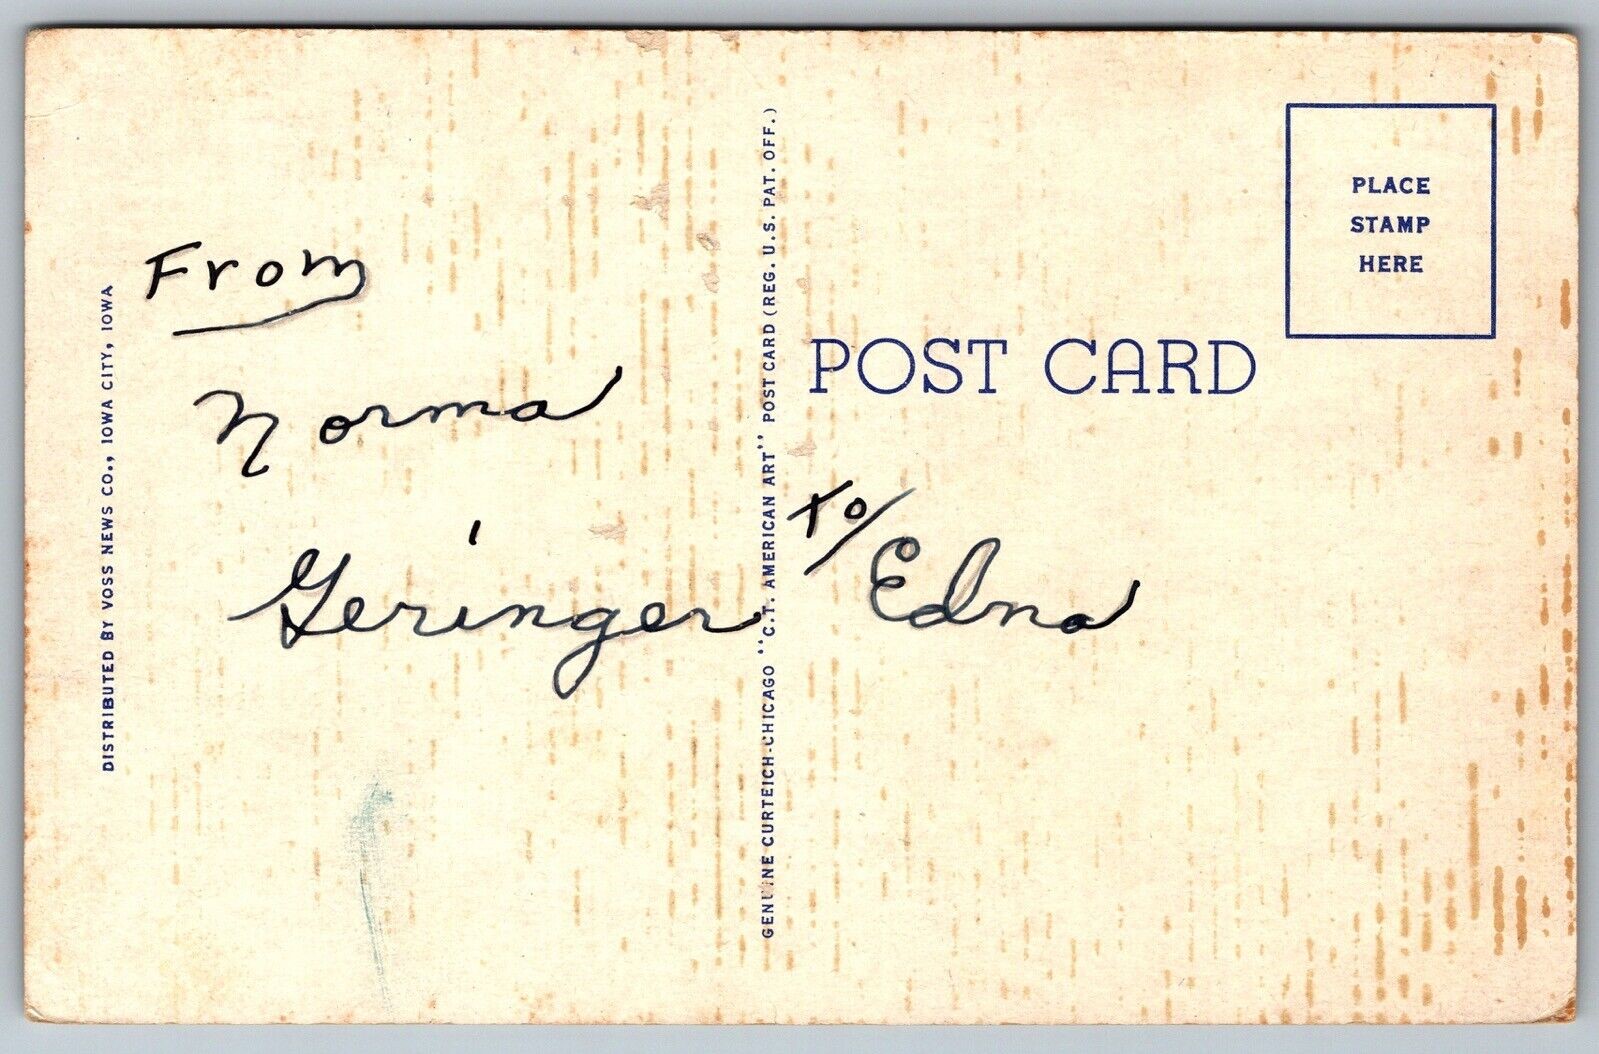 DISTRIBUTED BY VOSS NEWS CO., IOWA CITY, IOWA
From
Norma
Geringer
GENUINE CURTEICH-CHICAGO "C.T. AMERICAN ART" POST CARD (REG. U.S. PAT. OFF.)
PLACE
STAMP
HERE
POST CARD
to/
Edna